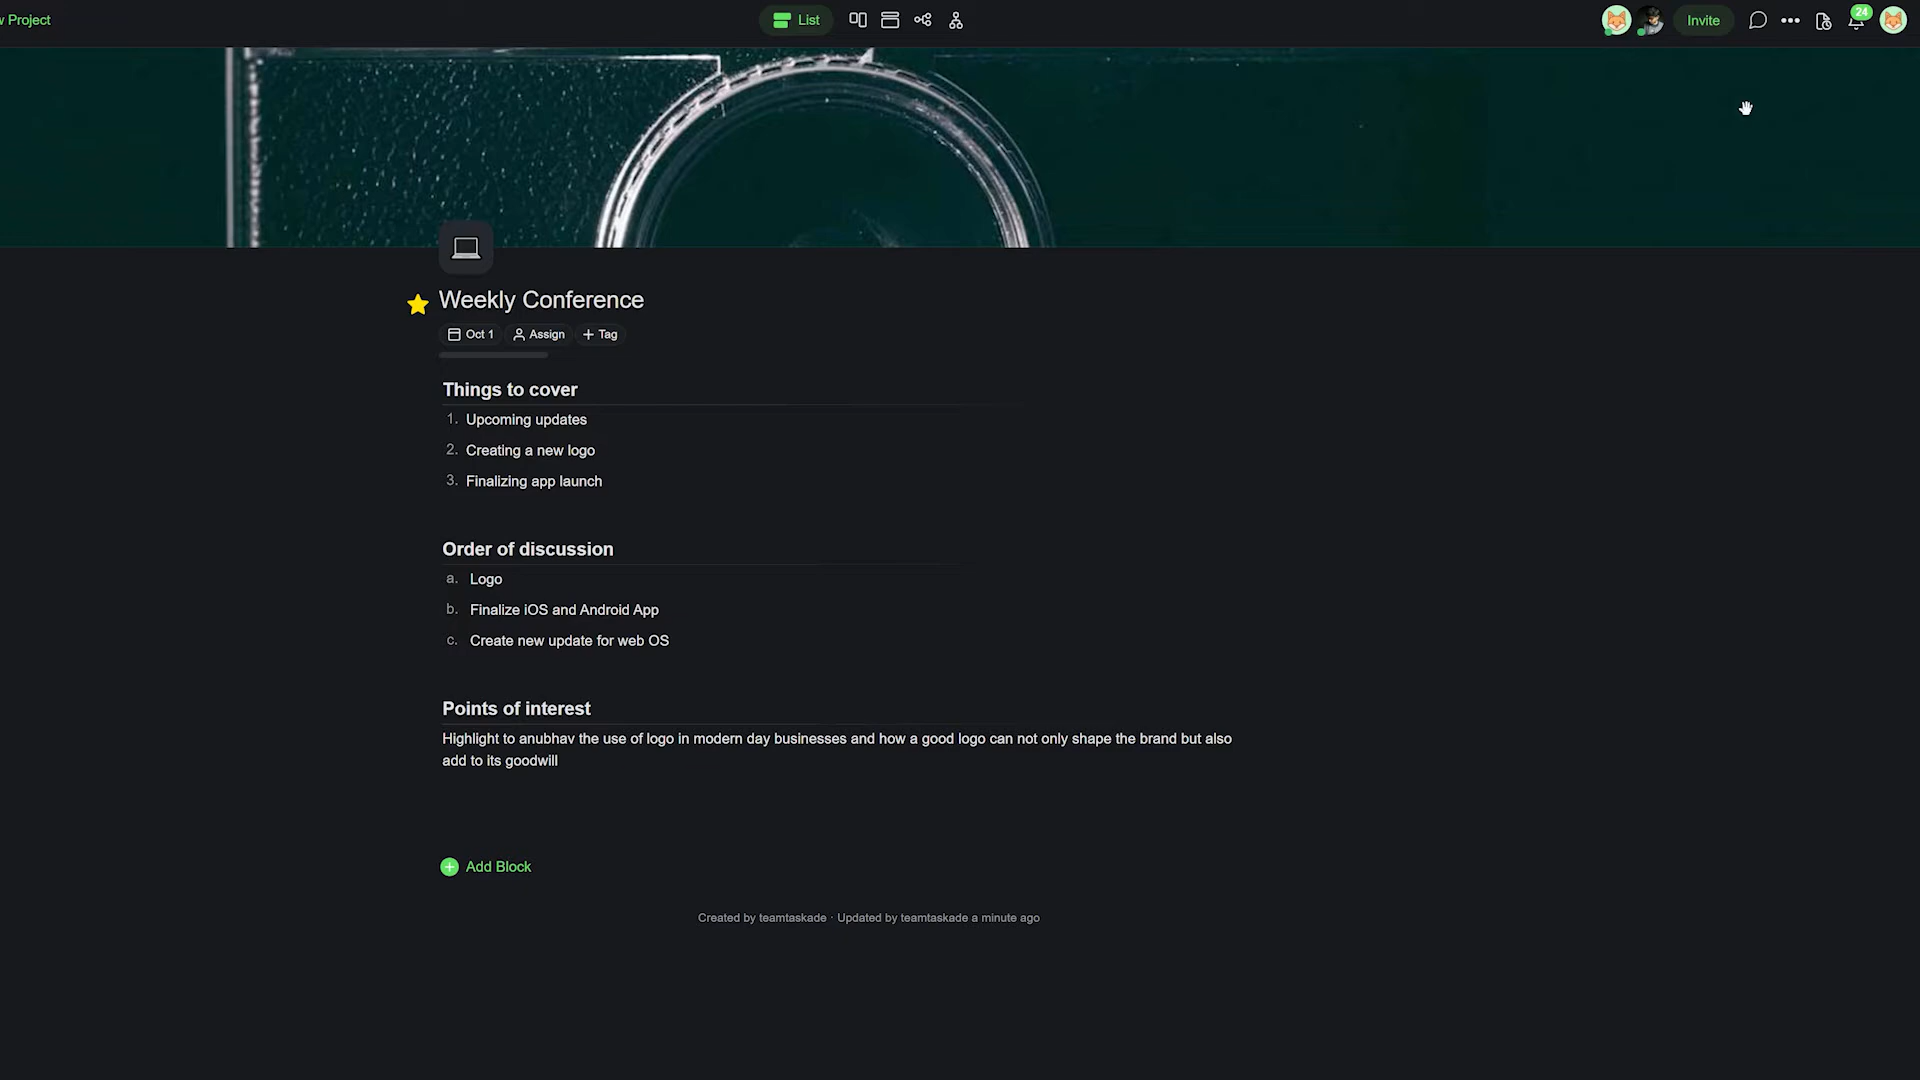 w Project
List
Invite
24
Weekly Conference
Oct 1 Assign + Tag
Things to cover
1. Upcoming updates
2. Creating a new logo
3. Finalizing app launch
Order of discussion
a. Logo
b. Finalize iOS and Android App
c. Create new update for web OS
Points of interest
Highlight to anubhav the use of logo in modern day businesses and how a good logo can not only shape the brand but also
add to its goodwill
Add Block
Created by teamtaskade · Updated by teamtaskade a minute ago